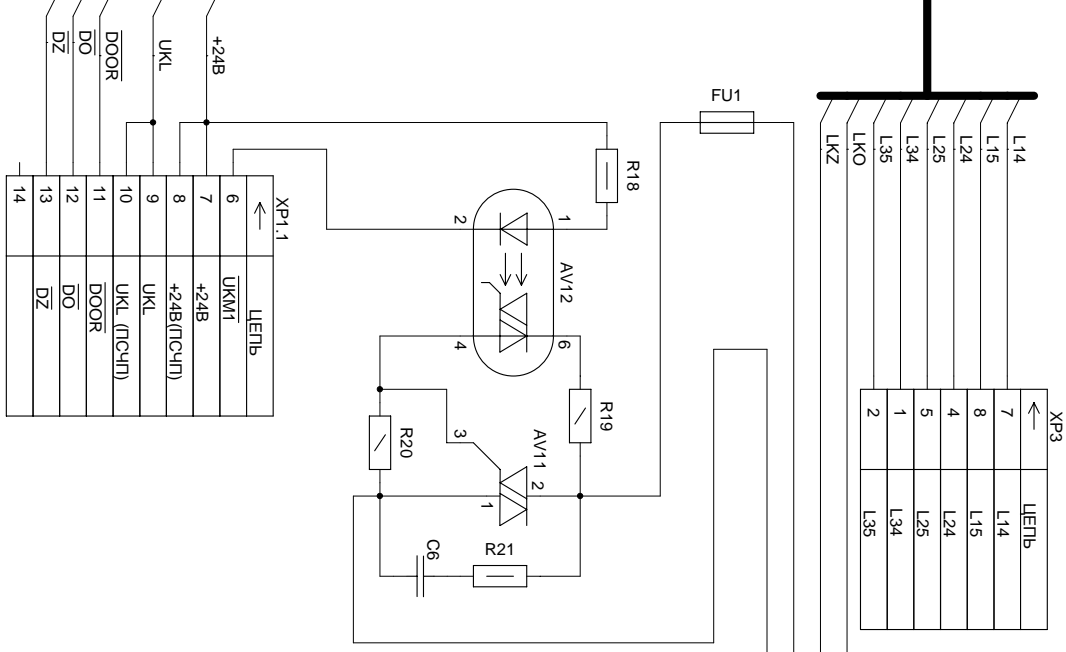 DZ
DO
DOOR
UKL
+24В
FU1
LKZ
LKO
L35
L34
L25
L24
L15
L14
R18
XP1.1
ЦЕПЬ
6 UKM1
7 +24В
8 +24В(ПСЧП)
9 UKL
10 UKL (ПСЧП)
11 DOOR
12 DO
13 DZ
14
2
1
AV12
4
6
R19
R20
3
AV11
2
1
C6
R21
XP3
ЦЕПЬ
7 L14
8 L15
4 L24
5 L25
1 L34
2 L35